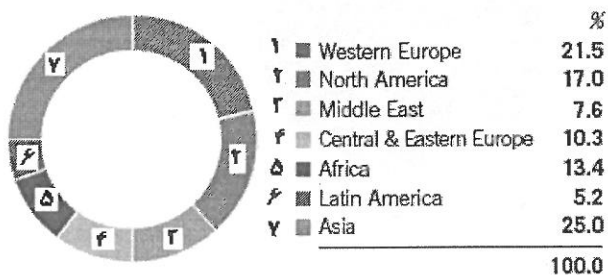 ۱
۲
۳
۴
۵
۶
۷
%
۱ Western Europe 21.5
۲ North America 17.0
۳ Middle East 7.6
۴ Central & Eastern Europe 10.3
۵ Africa 13.4
۶ Latin America 5.2
۷ Asia 25.0
100.0